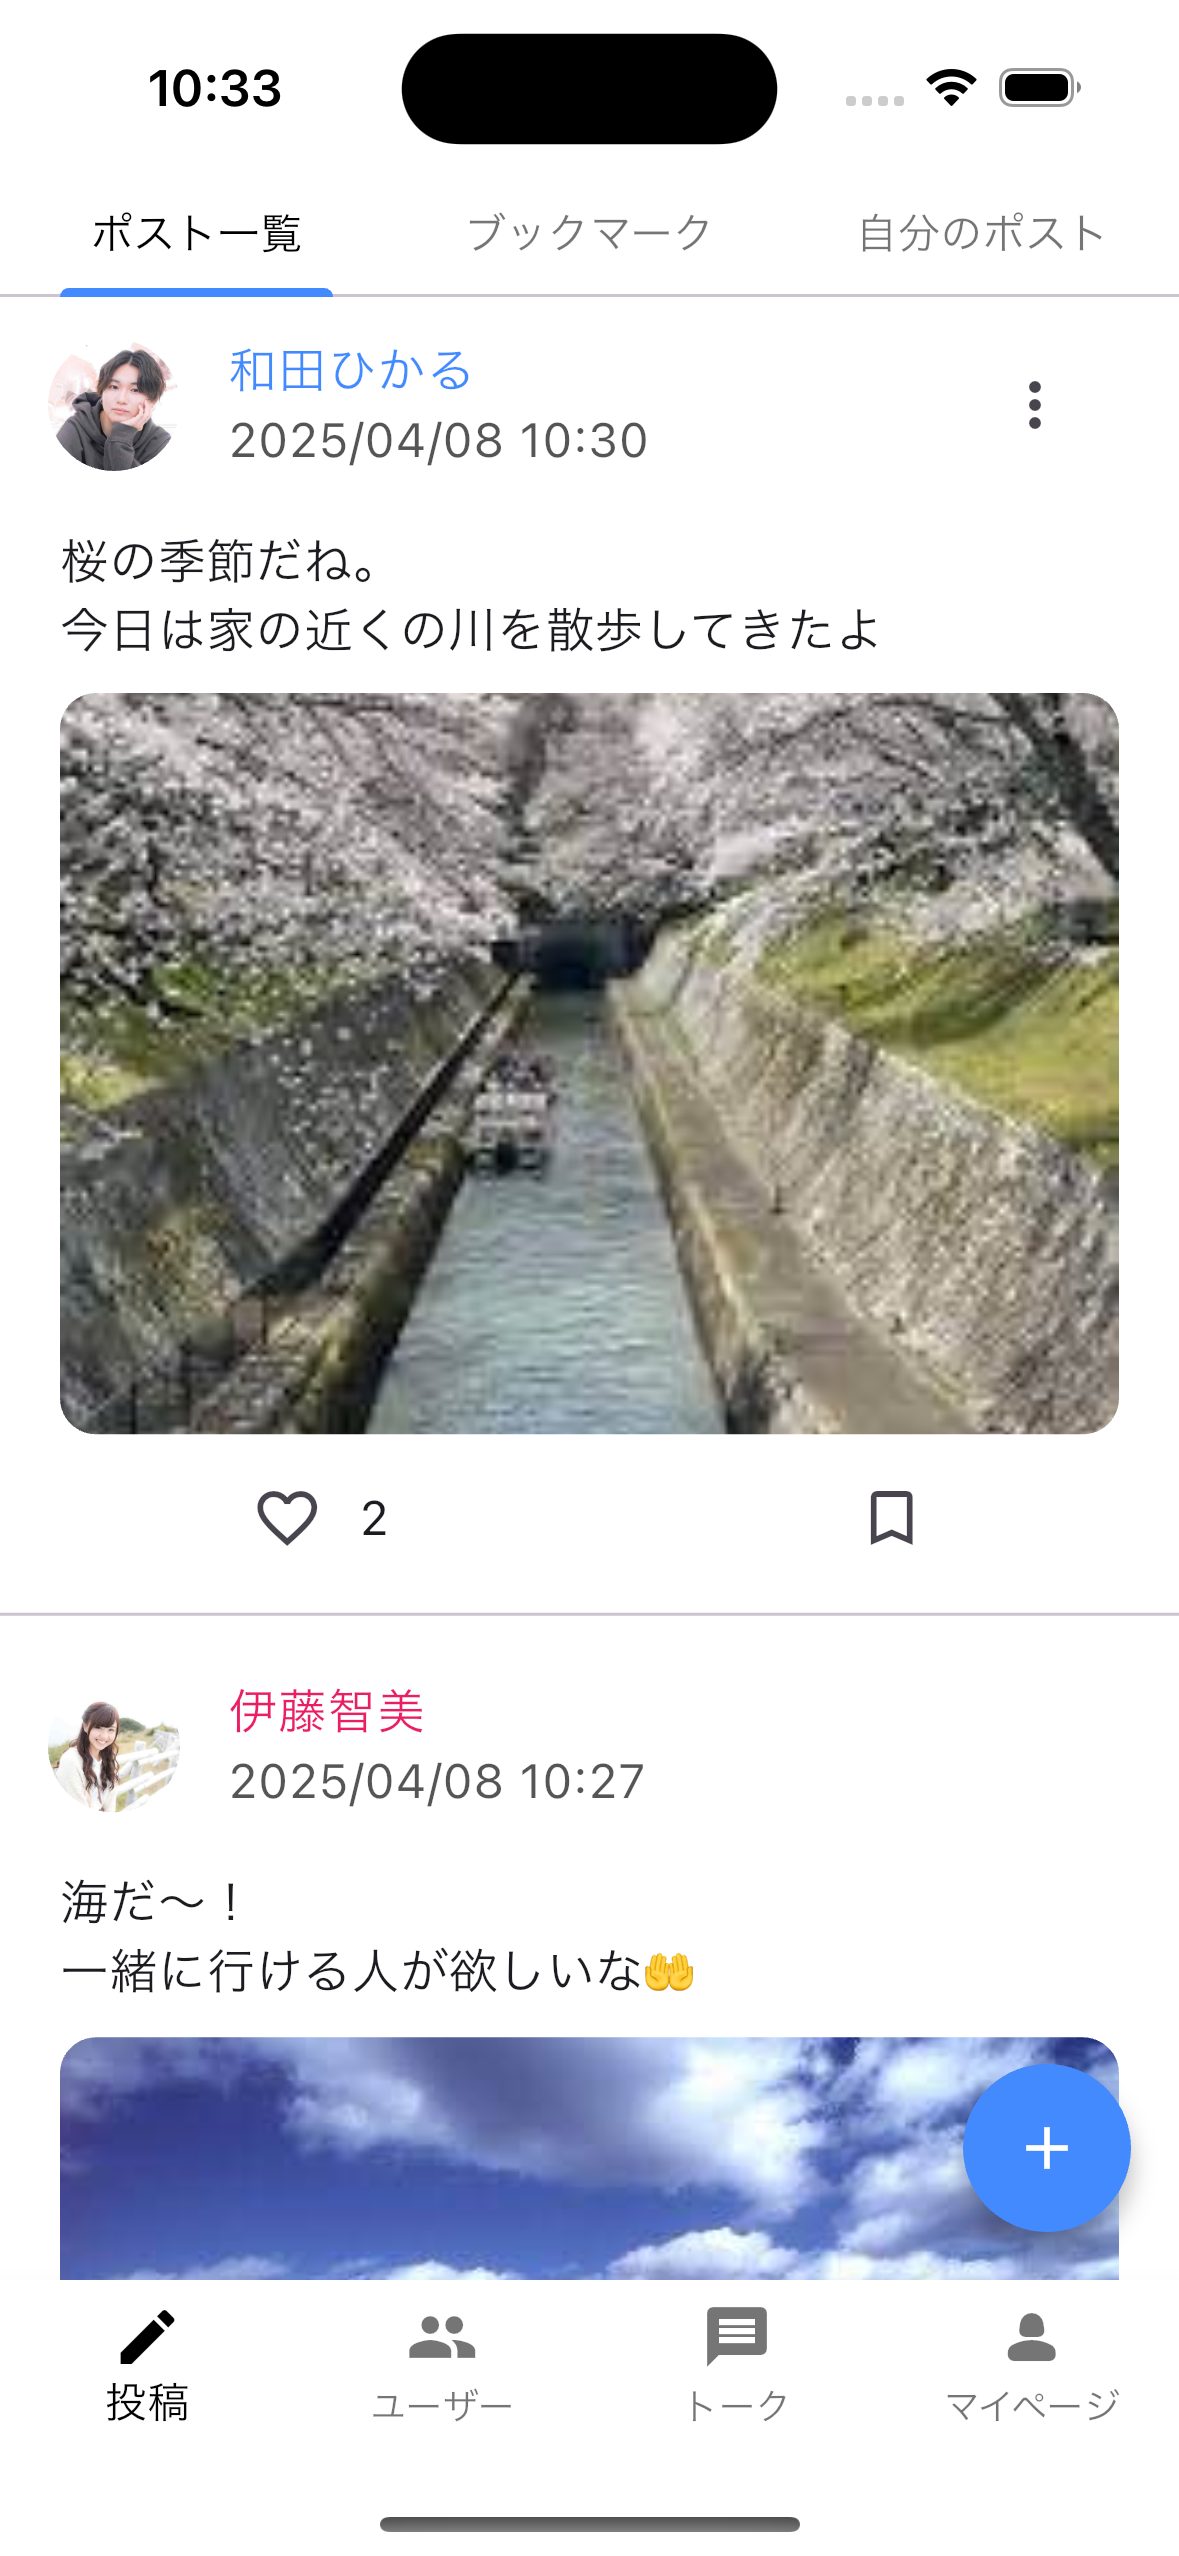 10:33
ポスト一覧
ブックマーク
自分のポスト
和田ひかる
2025/04/08 10:30
桜の季節だね。
今日は家の近くの川を散歩してきたよ
2
伊藤智美
2025/04/08 10:27
海だ〜！
一緒に行ける人が欲しいな🤲
投稿
ユーザー
トーク
マイページ